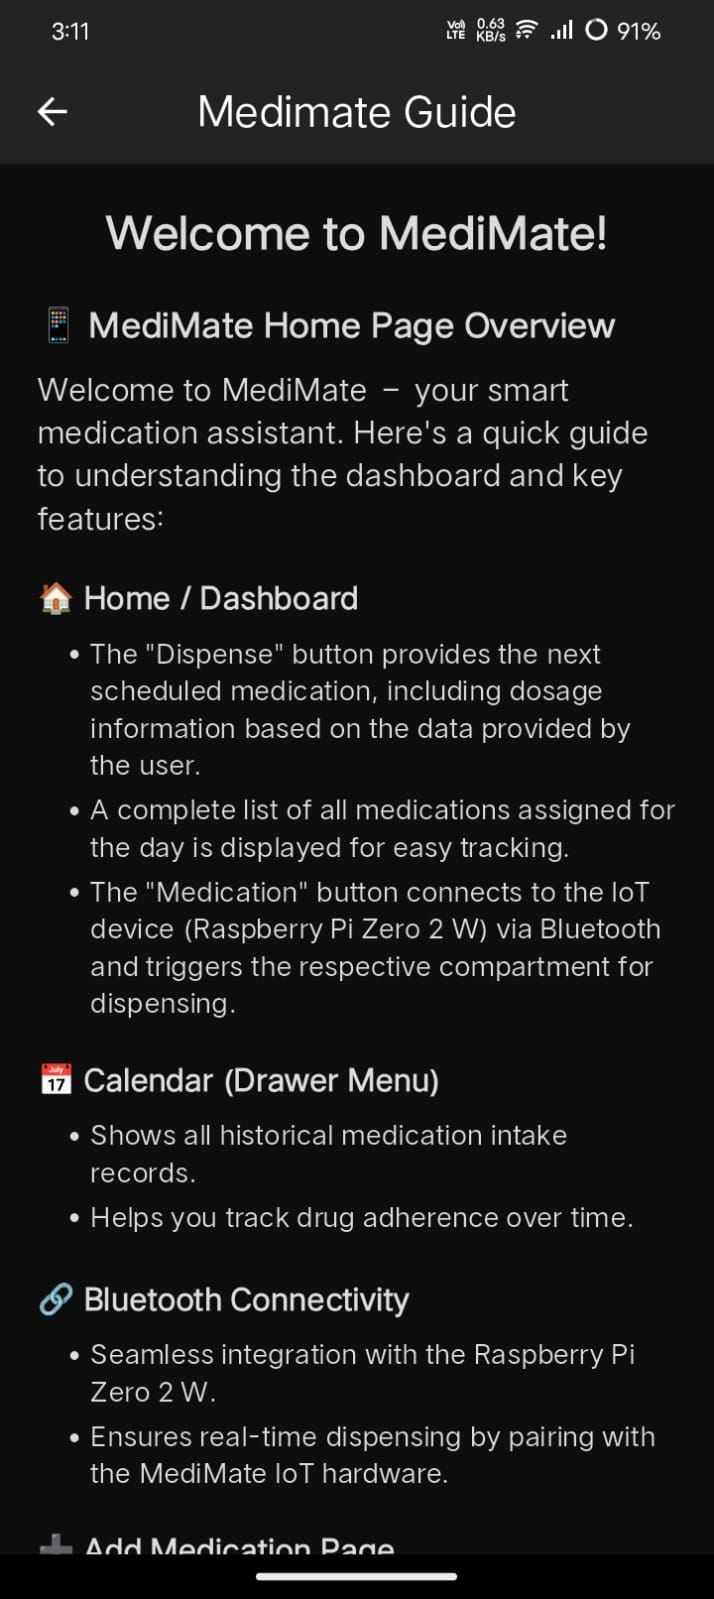 3:11 Vo) LTE 0.63 KB/s 91%
Medimate Guide
Welcome to MediMate!
MediMate Home Page Overview
Welcome to MediMate – your smart
medication assistant. Here's a quick guide
to understanding the dashboard and key
features:
Home / Dashboard
• The "Dispense" button provides the next
scheduled medication, including dosage
information based on the data provided by
the user.
• A complete list of all medications assigned for
the day is displayed for easy tracking.
• The "Medication" button connects to the IoT
device (Raspberry Pi Zero 2 W) via Bluetooth
and triggers the respective compartment for
dispensing.
July 17 Calendar (Drawer Menu)
• Shows all historical medication intake
records.
• Helps you track drug adherence over time.
Bluetooth Connectivity
• Seamless integration with the Raspberry Pi
Zero 2 W.
• Ensures real-time dispensing by pairing with
the MediMate IoT hardware.
Add Medication Page